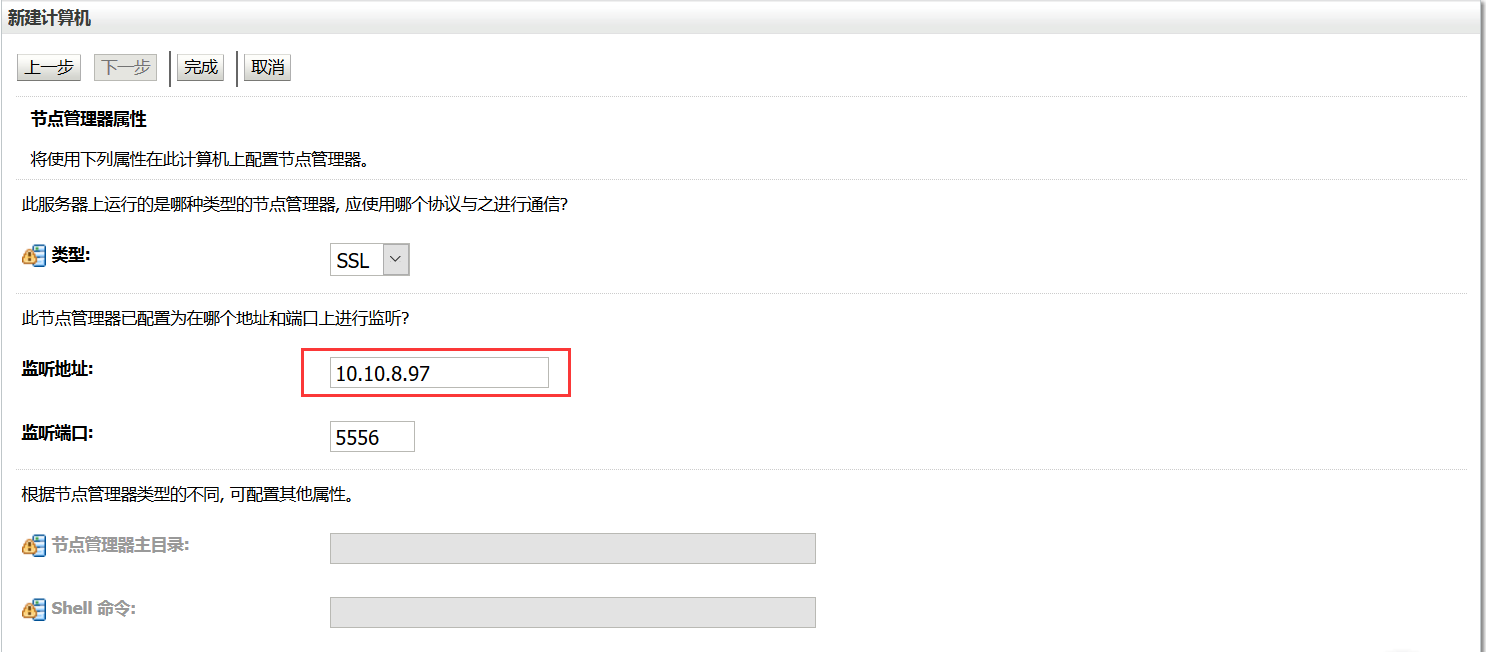 新建计算机
上一步 下一步 完成 取消
节点管理器属性
将使用下列属性在此计算机上配置节点管理器。
此服务器上运行的是哪种类型的节点管理器, 应使用哪个协议与之进行通信?
类型: SSL
此节点管理器已配置为在哪个地址和端口上进行监听?
监听地址: 10.10.8.97
监听端口: 5556
根据节点管理器类型的不同, 可配置其他属性。
节点管理器主目录:
Shell 命令: